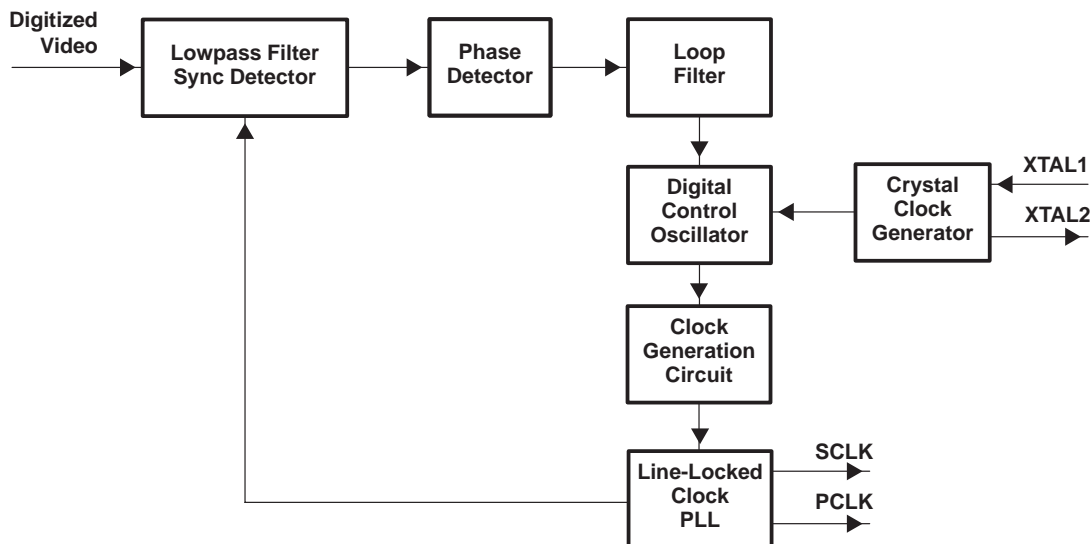 Digitized
Video
Lowpass Filter
Sync Detector
Phase
Detector
Loop
Filter
Digital
Control
Oscillator
Crystal
Clock
Generator
XTAL1
XTAL2
Clock
Generation
Circuit
Line-Locked
Clock
PLL
SCLK
PCLK